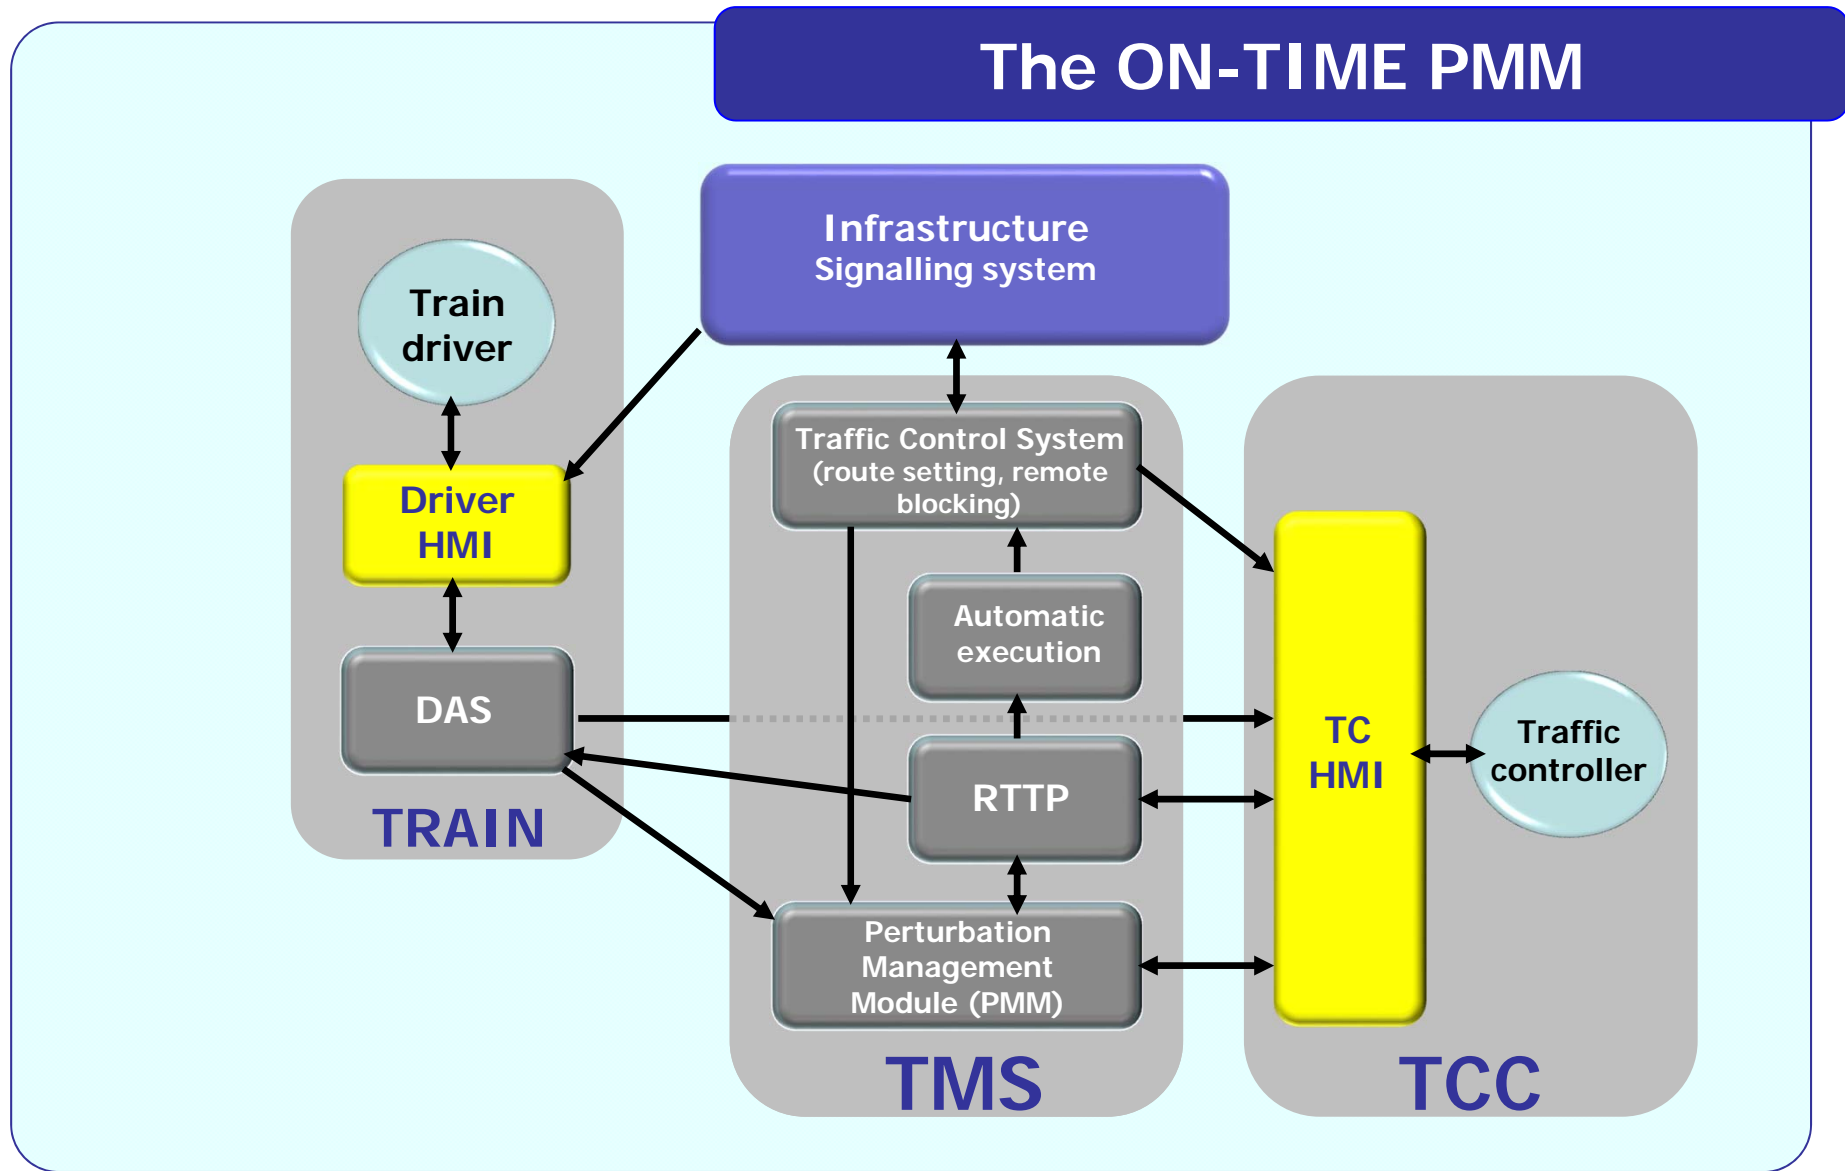 The ON-TIME PMM
Infrastructure
Signalling system
Train
driver
Driver
HMI
DAS
TRAIN
Traffic Control System
(route setting, remote
blocking)
Automatic
execution
RTTP
Perturbation
Management
Module (PMM)
TMS
TC
HMI
Traffic
controller
TCC